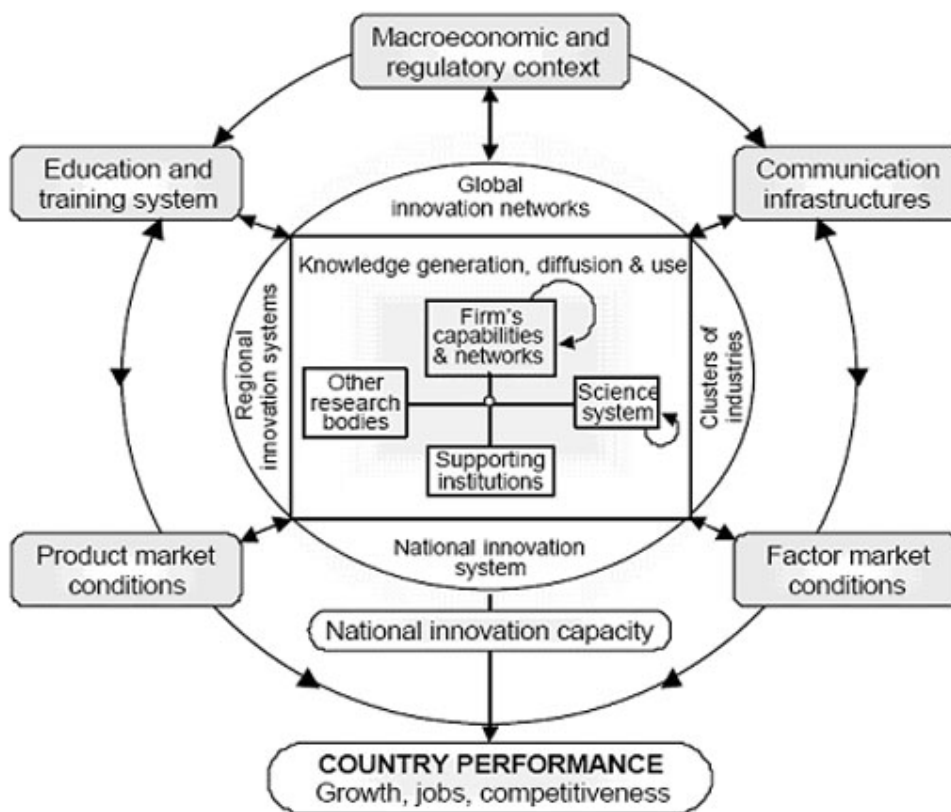 Macroeconomic and
regulatory context
Education and
training system
Communication
infrastructures
Global
innovation networks
Knowledge generation, diffusion & use
Regional
innovation systems
Clusters of
industries
Firm's
capabilities
& networks
Other
research
bodies
Science
system
Supporting
institutions
Product market
conditions
National innovation
system
Factor market
conditions
National innovation capacity
COUNTRY PERFORMANCE
Growth, jobs, competitiveness